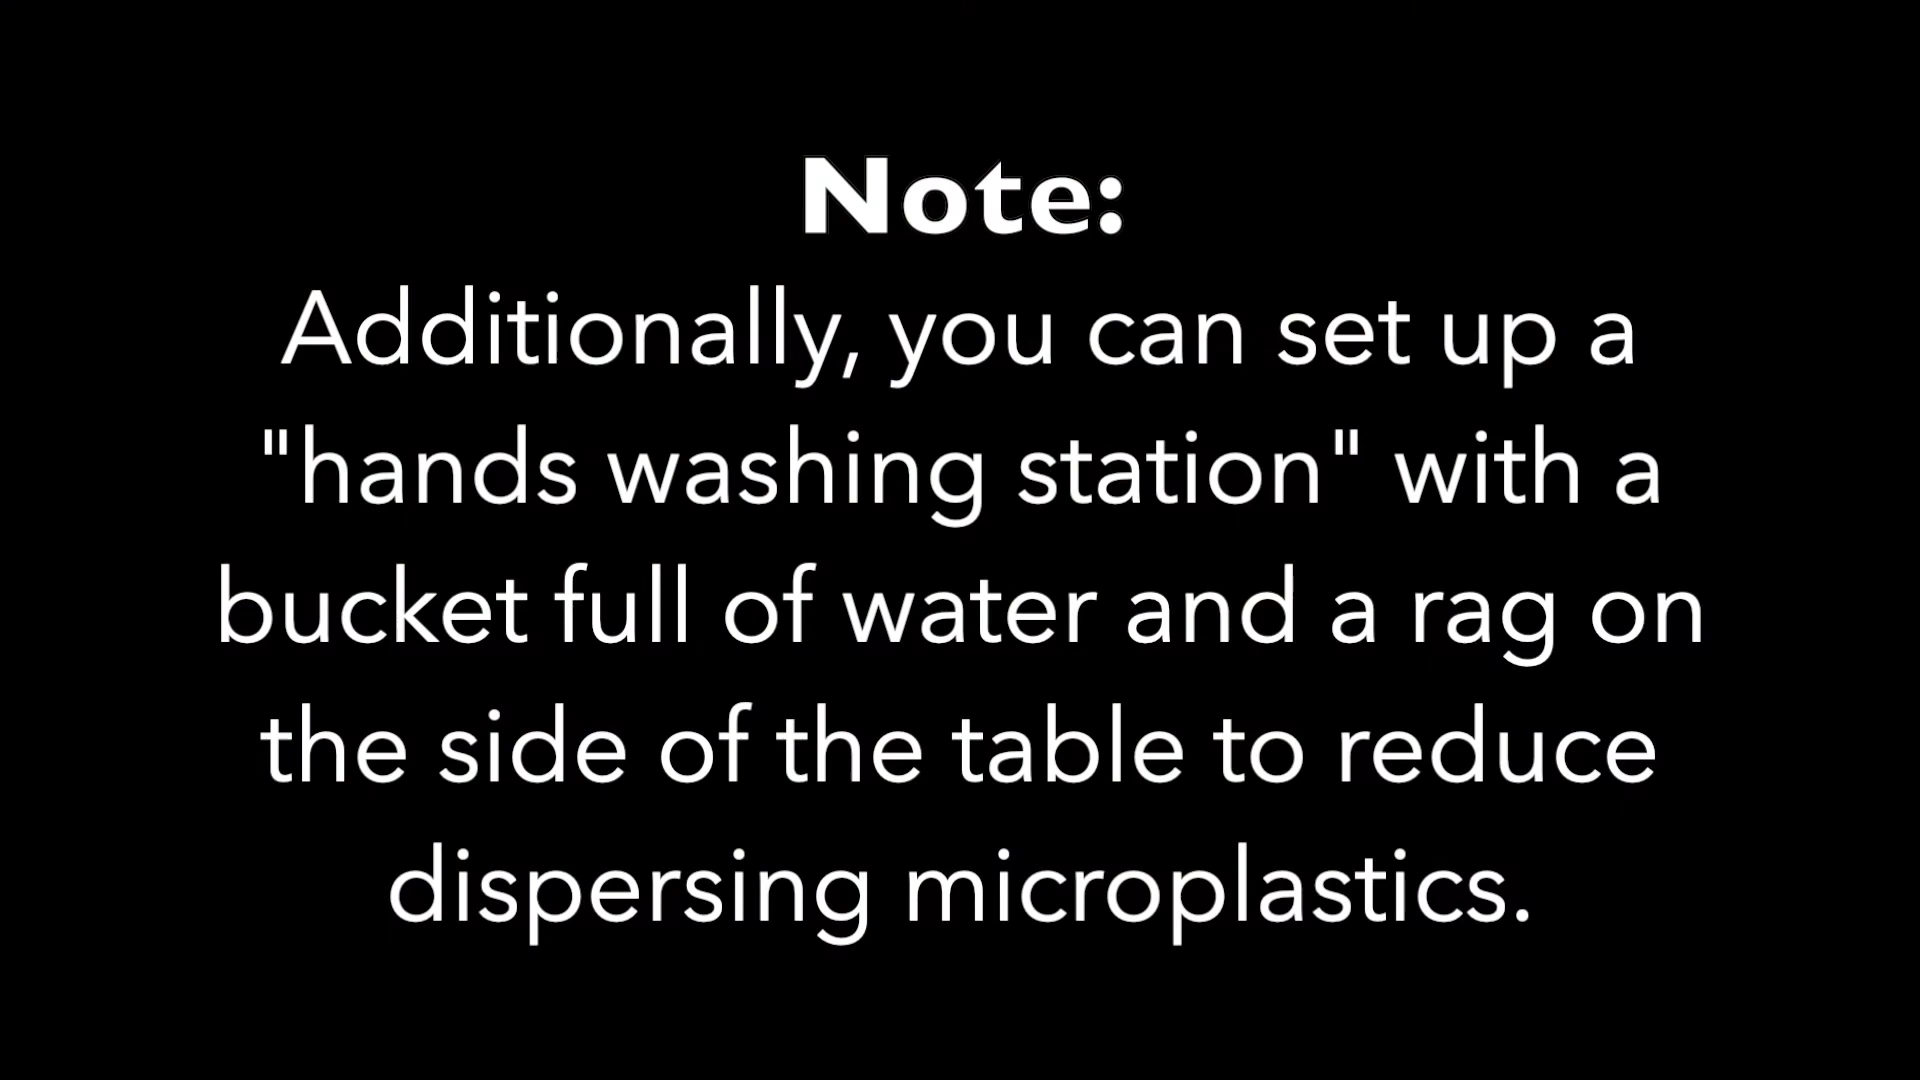 Note:
Additionally, you can set up a
"hands washing station" with a
bucket full of water and a rag on
the side of the table to reduce
dispersing microplastics.